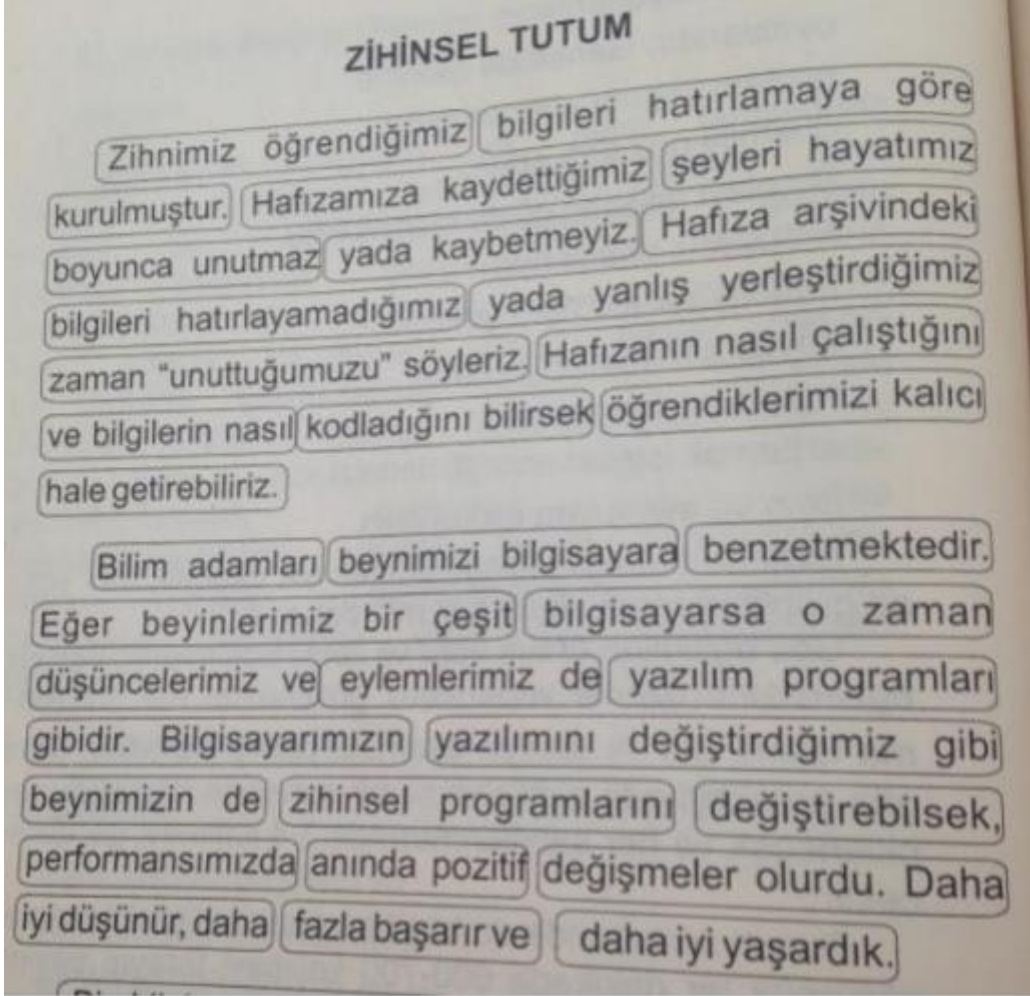 ZİHİNSEL TUTUM
Zihnimiz öğrendiğimiz bilgileri hatırlamaya göre
kurulmuştur. Hafızamıza kaydettiğimiz şeyleri hayatımız
boyunca unutmaz yada kaybetmeyiz. Hafıza arşivindeki
bilgileri hatırlayamadığımız yada yanlış yerleştirdiğimiz
zaman "unuttuğumuzu" söyleriz. Hafızanın nasıl çalıştığını
ve bilgilerin nasıl kodladığını bilirsek öğrendiklerimizi kalıcı
hale getirebiliriz.
Bilim adamları beynimizi bilgisayara benzetmektedir.
Eğer beyinlerimiz bir çeşit bilgisayarsa o zaman
düşüncelerimiz ve eylemlerimiz de yazılım programları
gibidir. Bilgisayarımızın yazılımını değiştirdiğimiz gibi
beynimizin de zihinsel programlarını değiştirebilsek,
performansımızda anında pozitif değişmeler olurdu. Daha
iyi düşünür, daha fazla başarır ve daha iyi yaşardık.